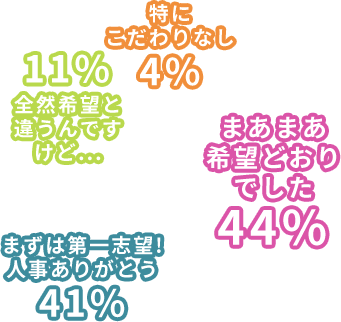 特に
こだわりなし
4%
11%
全然希望と
違うんです
けど…
まあまあ
希望どおり
でした
44%
まずは第一志望！
人事ありがとう
41%